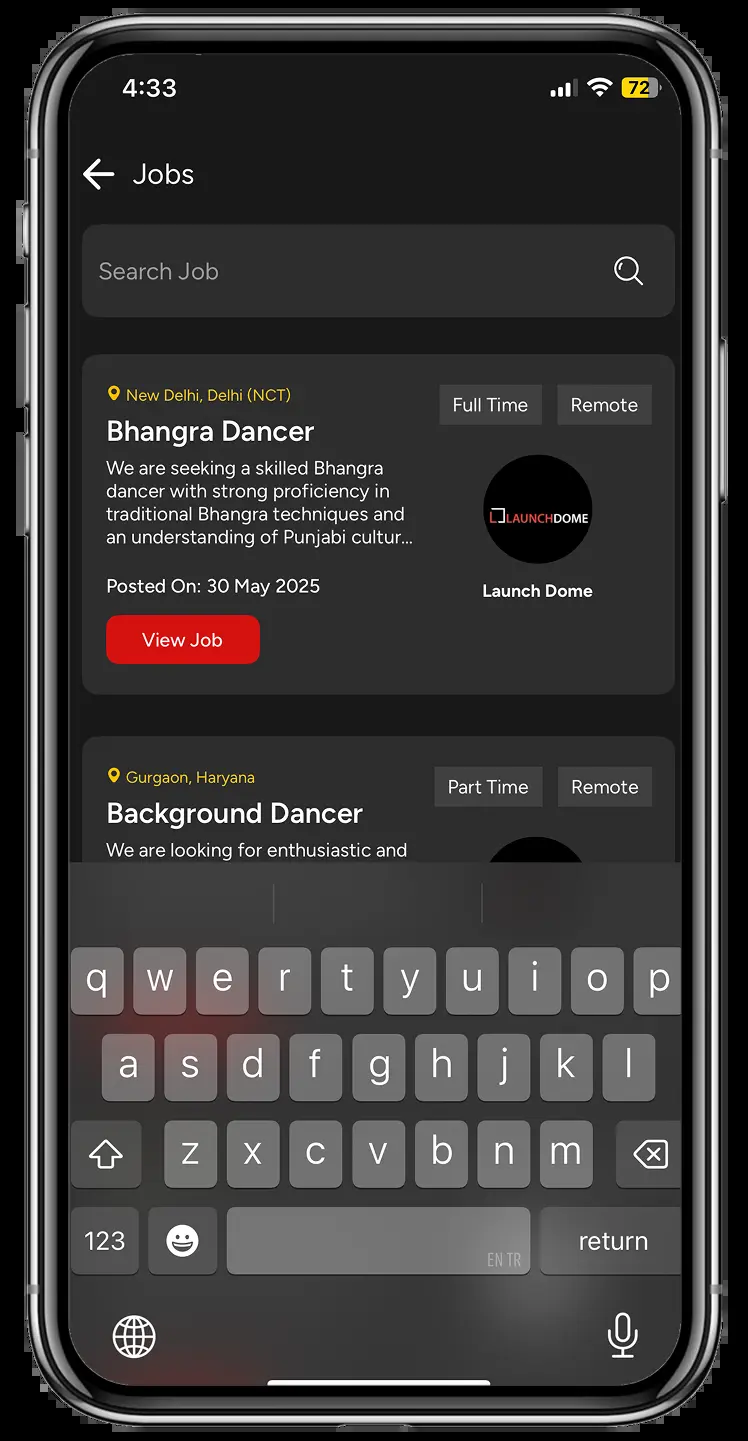 4:33
72
Jobs
Search Job
New Delhi, Delhi (NCT)
Full Time
Remote
Bhangra Dancer
We are seeking a skilled Bhangra
dancer with strong proficiency in
traditional Bhangra techniques and
an understanding of Punjabi cultur...
LAUNCHDOME
Launch Dome
Posted On: 30 May 2025
View Job
Gurgaon, Haryana
Part Time
Remote
Background Dancer
We are looking for enthusiastic and
q w e r t y u i o p
a s d f g h j k l
z x c v b n m
123
EN TR
return